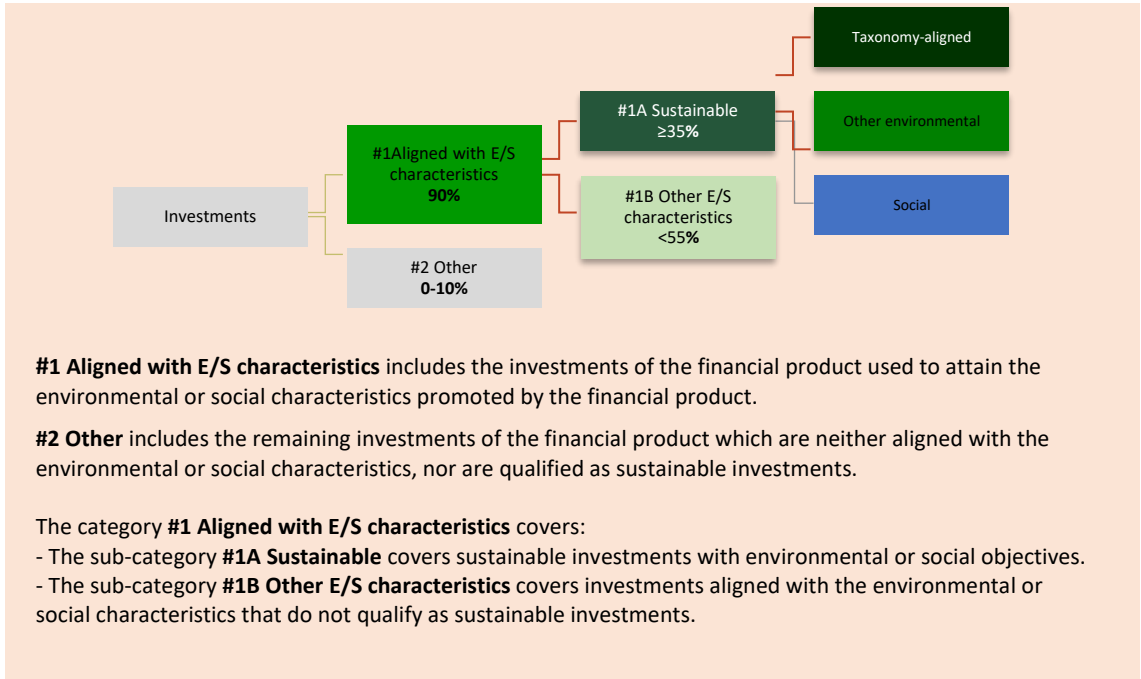 Taxonomy-aligned
#1A Sustainable
≥35%
Other environmental
#1Aligned with E/S
characteristics
90%
#1B Other E/S
characteristics
<55%
Social
Investments
#2 Other
0-10%
#1 Aligned with E/S characteristics includes the investments of the financial product used to attain the
environmental or social characteristics promoted by the financial product.
#2 Other includes the remaining investments of the financial product which are neither aligned with the
environmental or social characteristics, nor are qualified as sustainable investments.
The category #1 Aligned with E/S characteristics covers:
- The sub-category #1A Sustainable covers sustainable investments with environmental or social objectives.
- The sub-category #1B Other E/S characteristics covers investments aligned with the environmental or
social characteristics that do not qualify as sustainable investments.